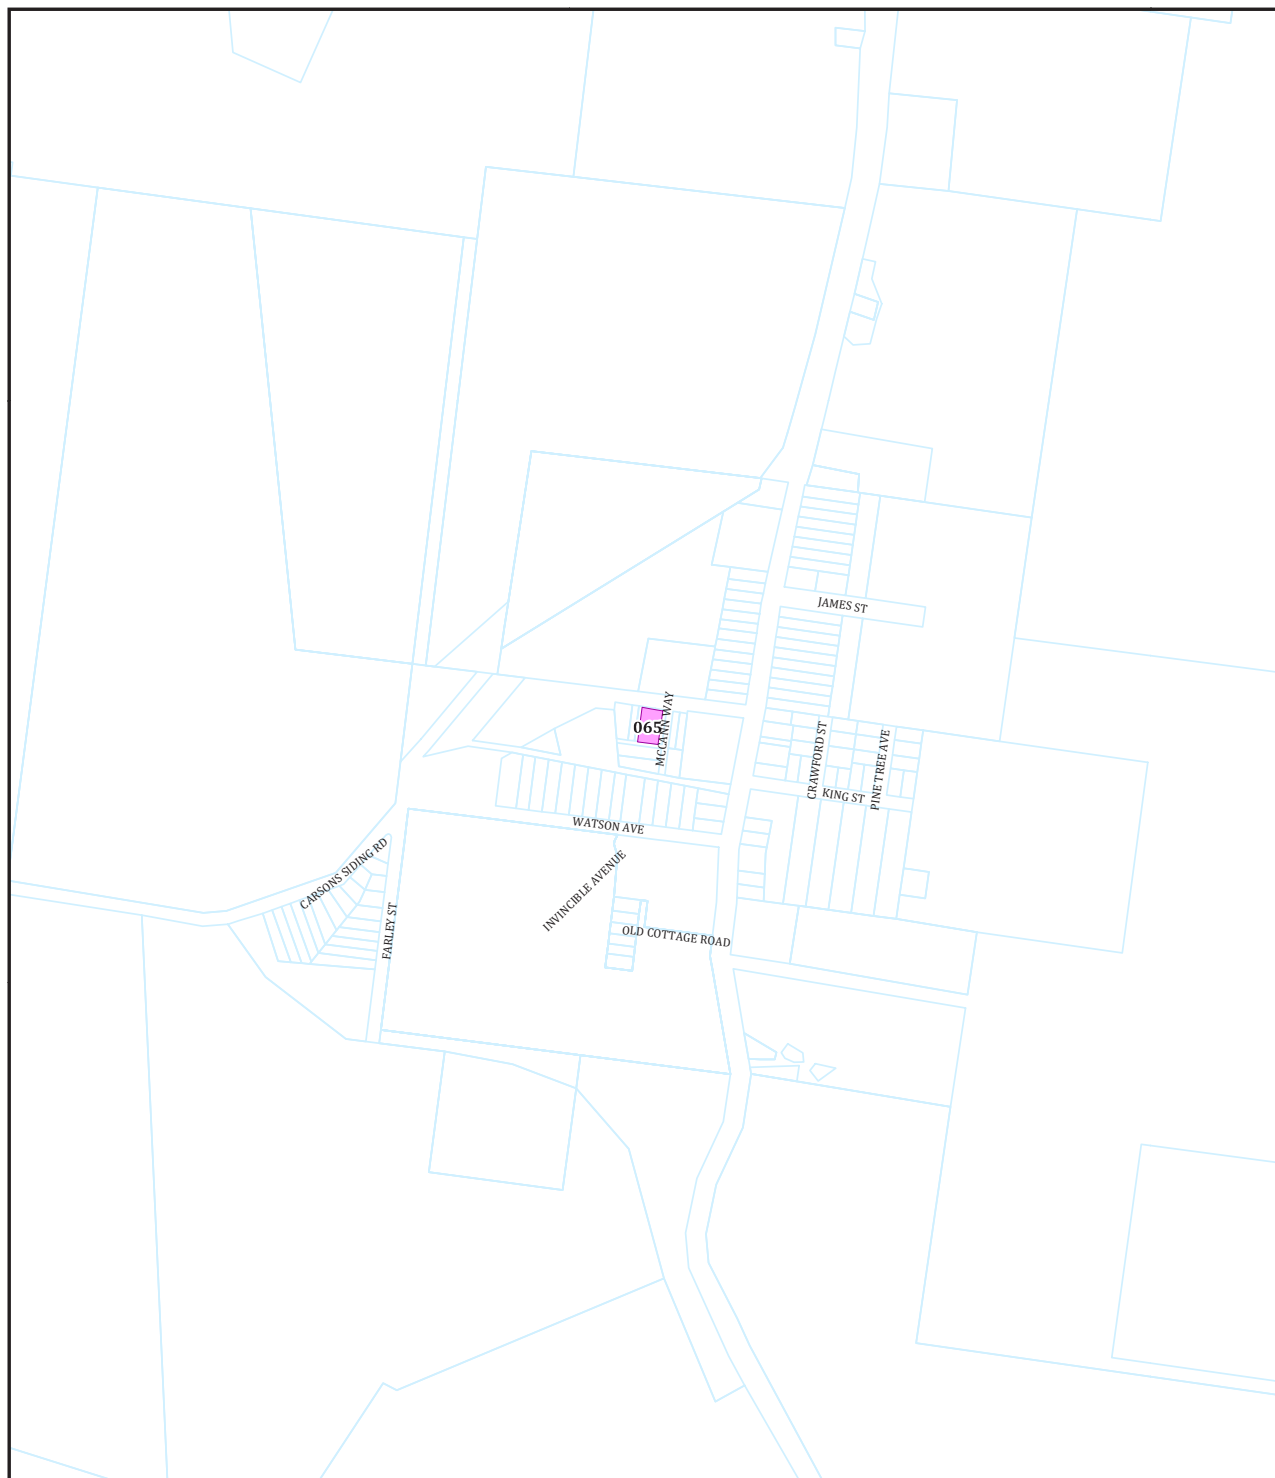 JAMES ST
MCCANN WAY
065
CRAWFORD ST
PINE TREE AVE
KING ST
WATSON AVE
CARSONS SIDING RD
INVINCIBLE AVENUE
FARLEY ST
OLD COTTAGE ROAD